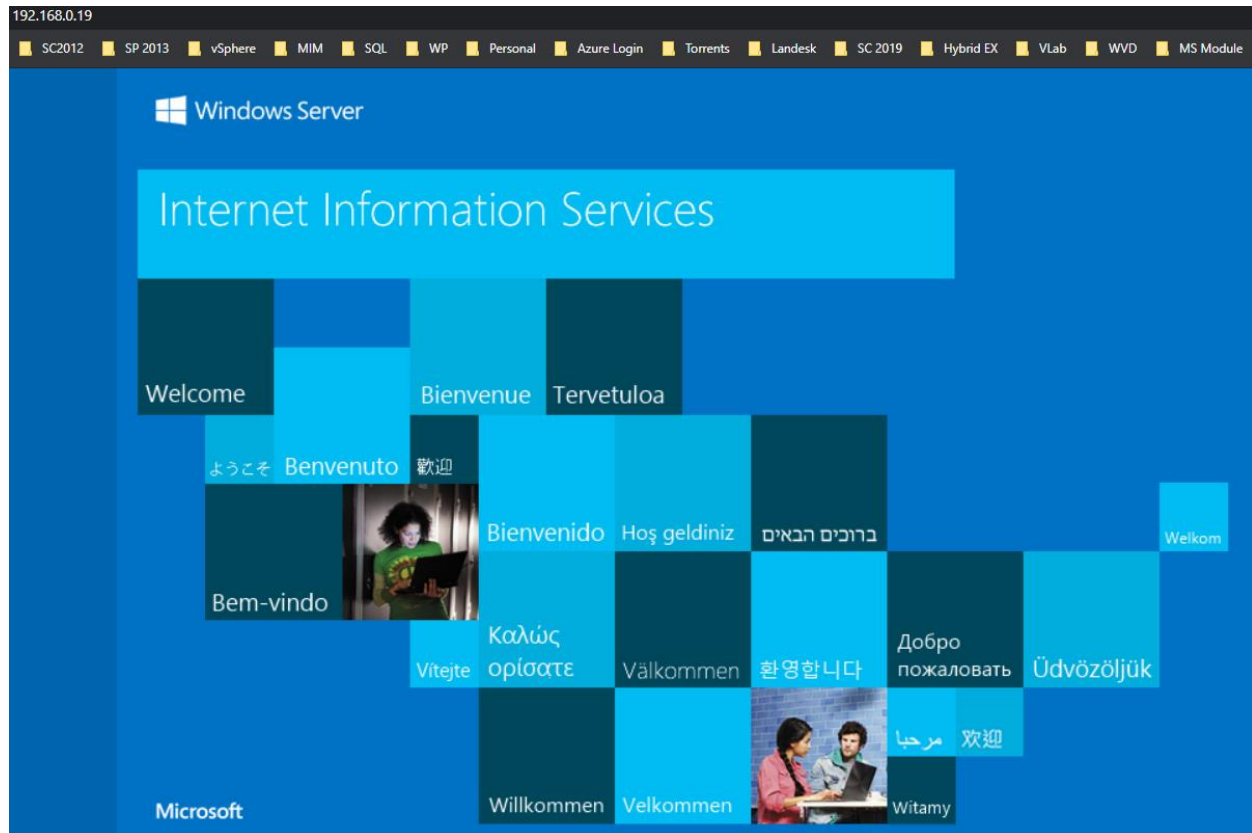 192.168.0.19
SC2012 SP 2013 vSphere MIM SQL WP Personal Azure Login Torrents Landesk SC 2019 Hybrid EX VLab WVD MS Module
Windows Server
Internet Information Services
Welcome
Bienvenue
Tervetuloa
ようこそ
Benvenuto
歡迎
Bienvenido
Hoş geldiniz
ברוכים הבאים
Welkom
Bem-vindo
Vítejte
Καλώς
ορίσατε
Välkommen
환영합니다
Добро
пожаловать
Üdvözöljük
مرحبا
欢迎
Willkommen
Velkommen
Witamy
Microsoft